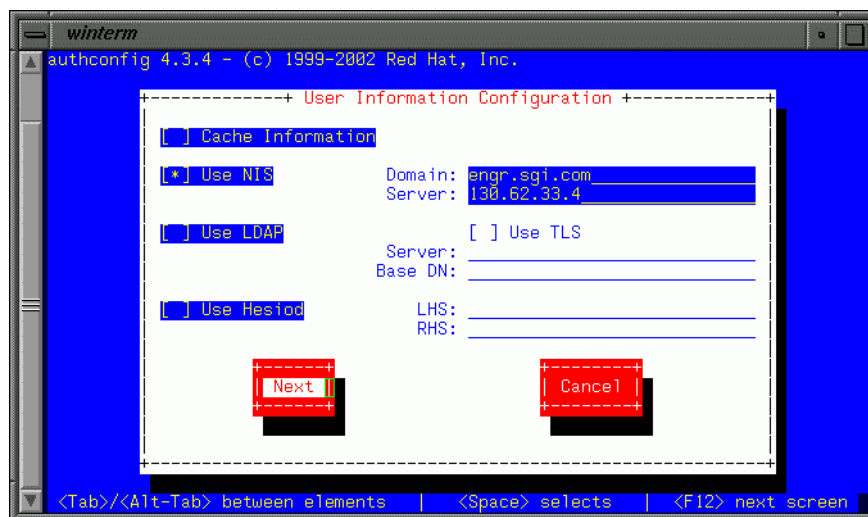 winterm
authconfig 4.3.4 - (c) 1999-2002 Red Hat, Inc.
User Information Configuration
[ ] Cache Information
[*] Use NIS Domain: engr.sgi.com
Server: 130.62.33.4
[ ] Use LDAP [ ] Use TLS
Server:
Base DN:
[ ] Use Hesiod LHS:
RHS:
Next Cancel
<Tab>/<Alt-Tab> between elements | <Space> selects | <F12> next screen